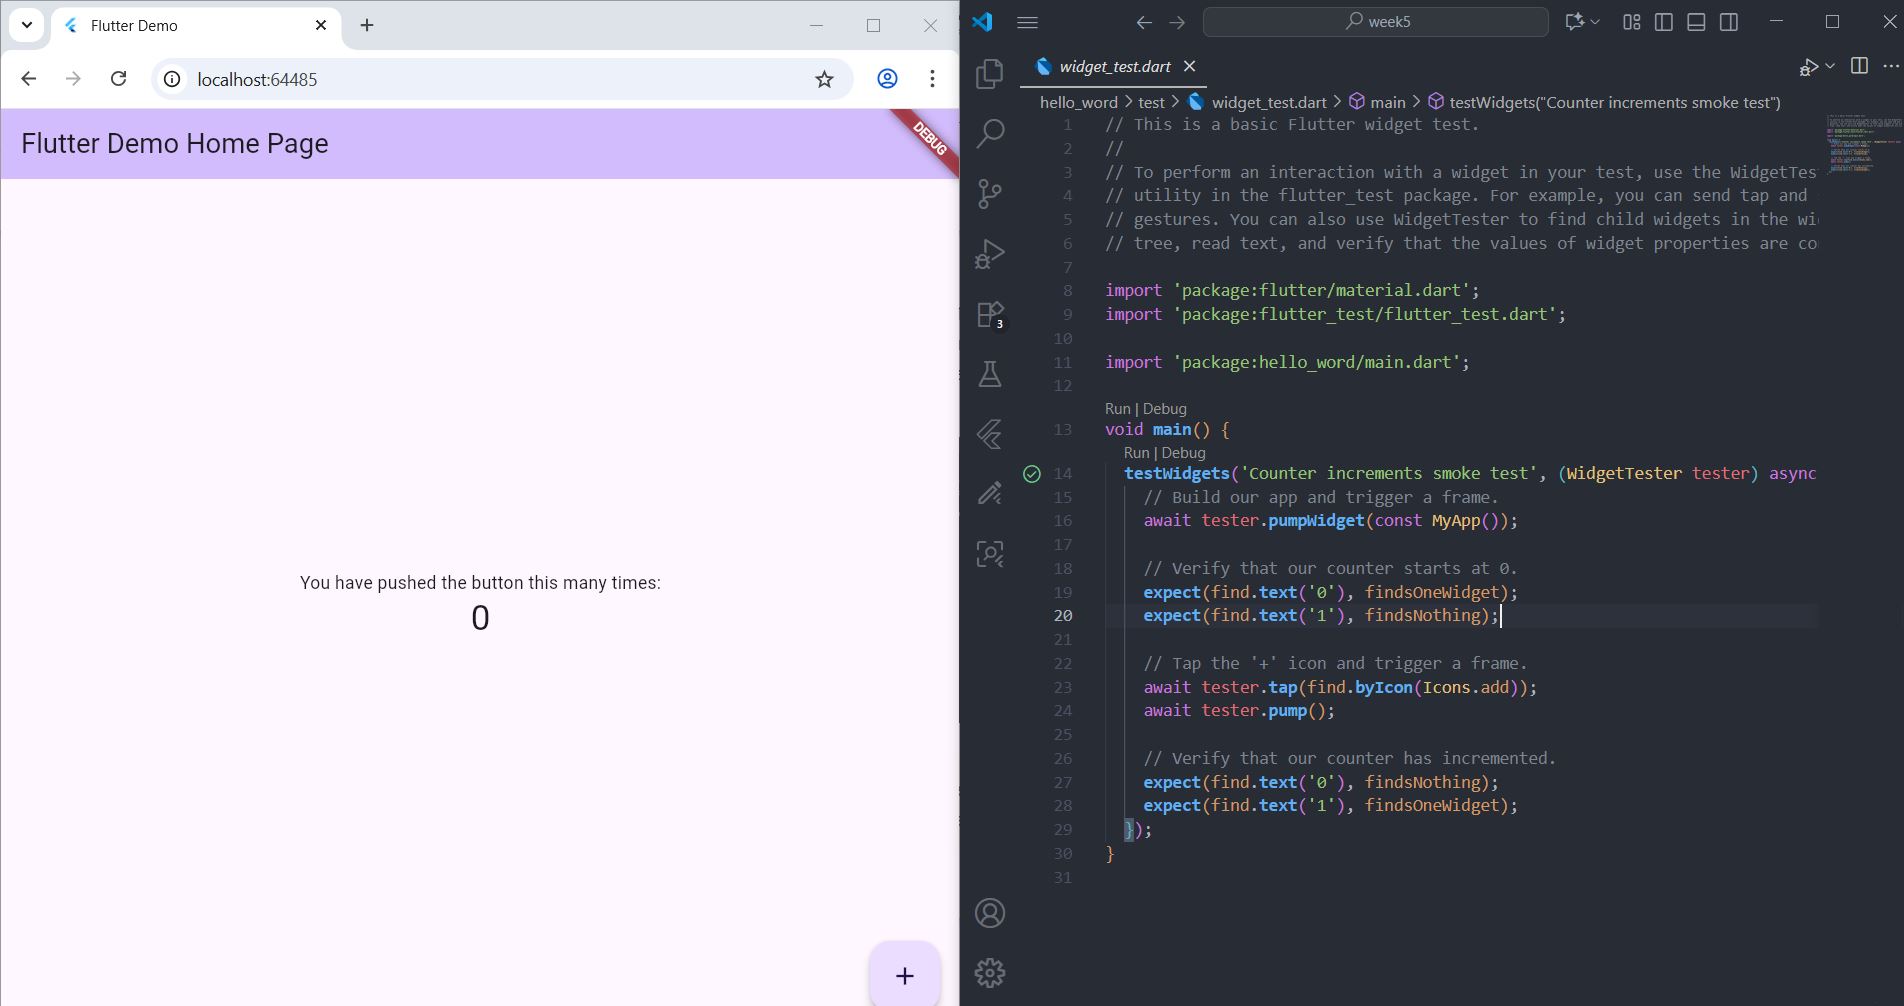 Flutter Demo
localhost:64485
Flutter Demo Home Page
DEBUG
You have pushed the button this many times:
0
+
week5
widget_test.dart
hello_word > test > widget_test.dart > main > testWidgets("Counter increments smoke test")
1 // This is a basic Flutter widget test.
2 //
3 // To perform an interaction with a widget in your test, use the WidgetTes
4 // utility in the flutter_test package. For example, you can send tap and
5 // gestures. You can also use WidgetTester to find child widgets in the wi
6 // tree, read text, and verify that the values of widget properties are co
7
8 import 'package:flutter/material.dart';
9 import 'package:flutter_test/flutter_test.dart';
10
11 import 'package:hello_word/main.dart';
12
Run | Debug
13 void main() {
Run | Debug
14 testWidgets('Counter increments smoke test', (WidgetTester tester) async
15 // Build our app and trigger a frame.
16 await tester.pumpWidget(const MyApp());
17
18 // Verify that our counter starts at 0.
19 expect(find.text('0'), findsOneWidget);
20 expect(find.text('1'), findsNothing);
21
22 // Tap the '+' icon and trigger a frame.
23 await tester.tap(find.byIcon(Icons.add));
24 await tester.pump();
25
26 // Verify that our counter has incremented.
27 expect(find.text('0'), findsNothing);
28 expect(find.text('1'), findsOneWidget);
29 });
30 }
31
3